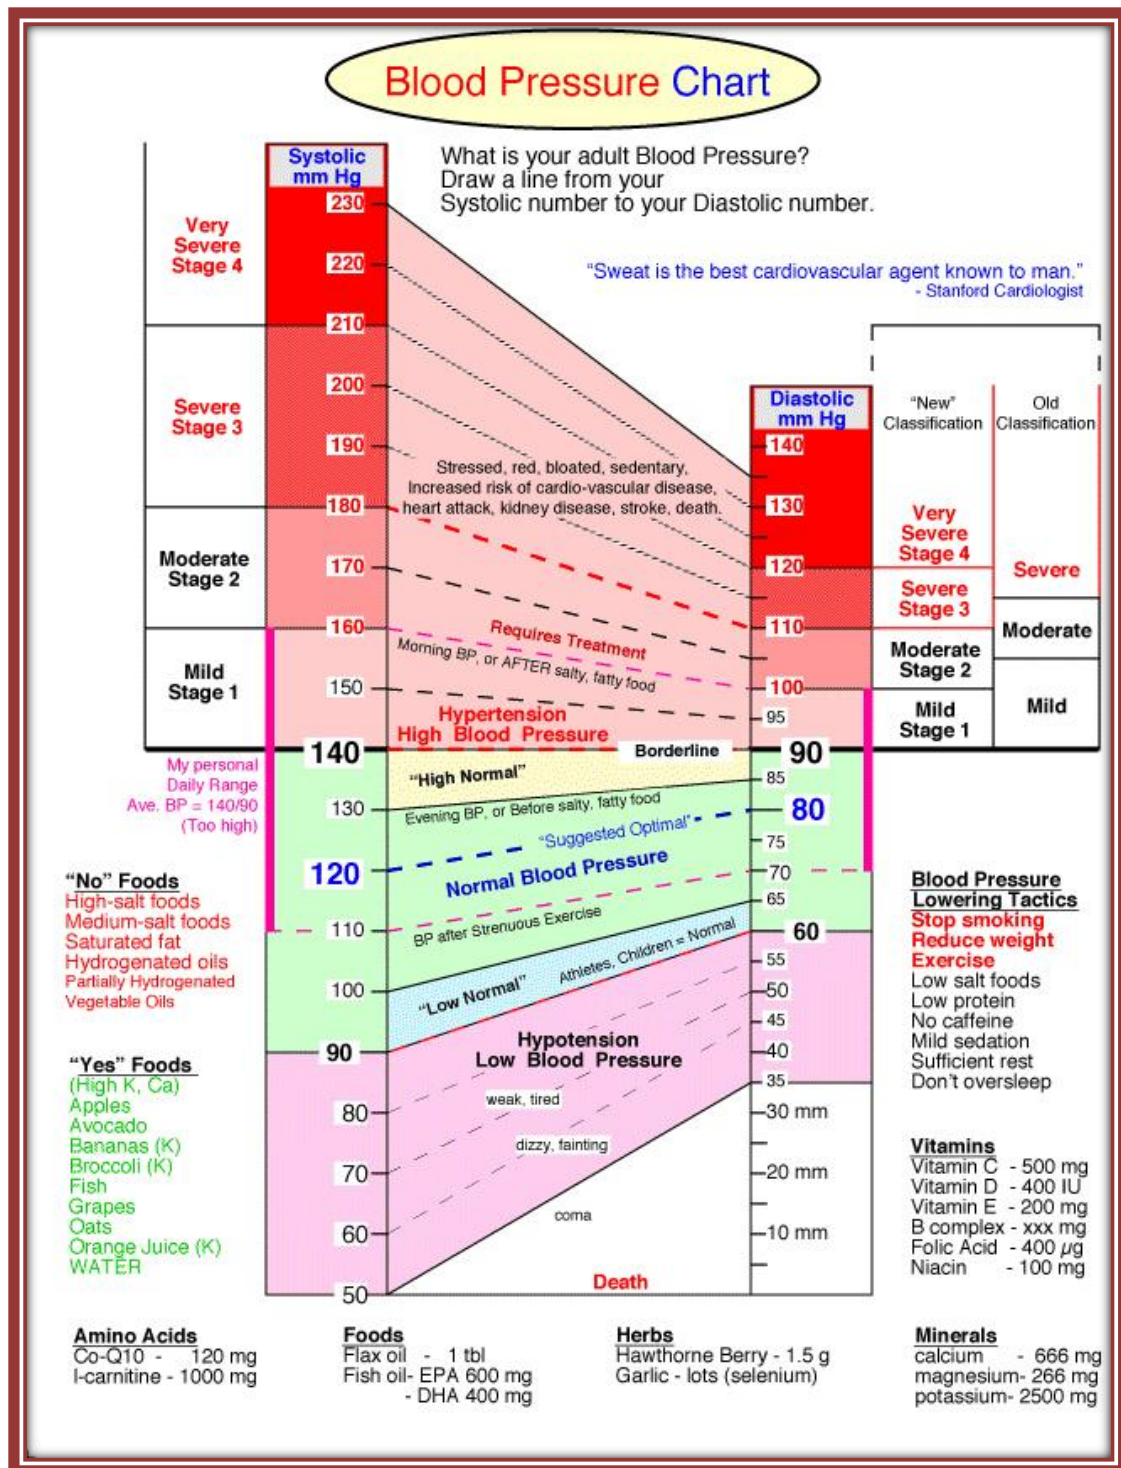 Blood Pressure Chart
What is your adult Blood Pressure?
Draw a line from your
Systolic number to your Diastolic number.
"Sweat is the best cardiovascular agent known to man."
- Stanford Cardiologist
Systolic
mm Hg
230
220
210
200
190
180
170
160
150
140
130
120
110
100
90
80
70
60
50
Very
Severe
Stage 4
Severe
Stage 3
Moderate
Stage 2
Mild
Stage 1
My personal
Daily Range
Ave. BP = 140/90
(Too high)
Stressed, red, bloated, sedentary,
Increased risk of cardio-vascular disease,
heart attack, kidney disease, stroke, death.
Requires Treatment
Morning BP, or AFTER salty, fatty food
Hypertension
High Blood Pressure
Borderline
"High Normal"
Evening BP, or Before salty, fatty food
"Suggested Optimal"
Normal Blood Pressure
BP after Strenuous Exercise
Athletes, Children = Normal
"Low Normal"
Hypotension
Low Blood Pressure
weak, tired
dizzy, fainting
coma
Death
Diastolic
mm Hg
140
130
120
110
100
95
90
85
80
75
70
65
60
55
50
45
40
35
30 mm
20 mm
10 mm
"New"
Classification
Very
Severe
Stage 4
Severe
Stage 3
Moderate
Stage 2
Mild
Stage 1
Old
Classification
Severe
Moderate
Mild
"No" Foods
High-salt foods
Medium-salt foods
Saturated fat
Hydrogenated oils
Partially Hydrogenated
Vegetable Oils
"Yes" Foods
(High K, Ca)
Apples
Avocado
Bananas (K)
Broccoli (K)
Fish
Grapes
Oats
Orange Juice (K)
WATER
Blood Pressure
Lowering Tactics
Stop smoking
Reduce weight
Exercise
Low salt foods
Low protein
No caffeine
Mild sedation
Sufficient rest
Don't oversleep
Vitamins
Vitamin C - 500 mg
Vitamin D - 400 IU
Vitamin E - 200 mg
B complex - xxx mg
Folic Acid - 400 µg
Niacin - 100 mg
Amino Acids
Co-Q10 - 120 mg
l-carnitine - 1000 mg
Foods
Flax oil - 1 tbl
Fish oil- EPA 600 mg
- DHA 400 mg
Herbs
Hawthorne Berry - 1.5 g
Garlic - lots (selenium)
Minerals
calcium - 666 mg
magnesium- 266 mg
potassium- 2500 mg